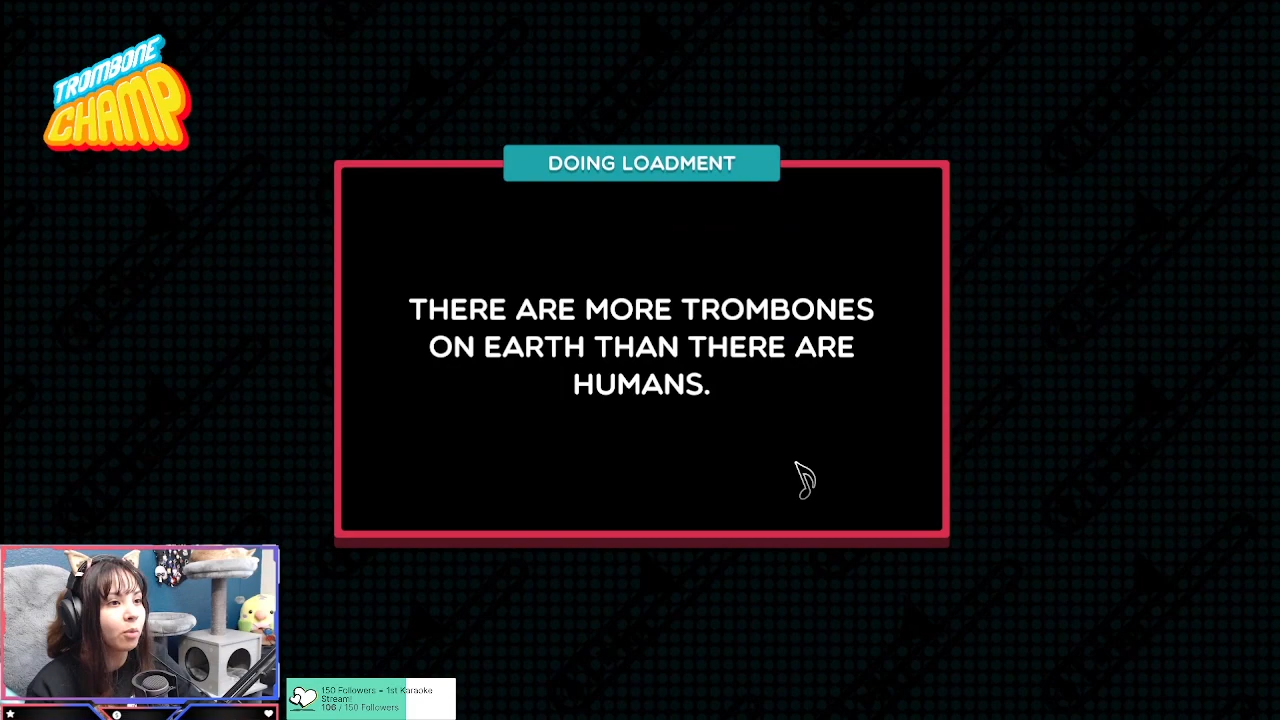 TROMBONE
CHAMP
DOING LOADMENT
THERE ARE MORE TROMBONES
ON EARTH THAN THERE ARE
HUMANS.
150 Followers = 1st Karaoke
Stream!
106 / 150 Followers